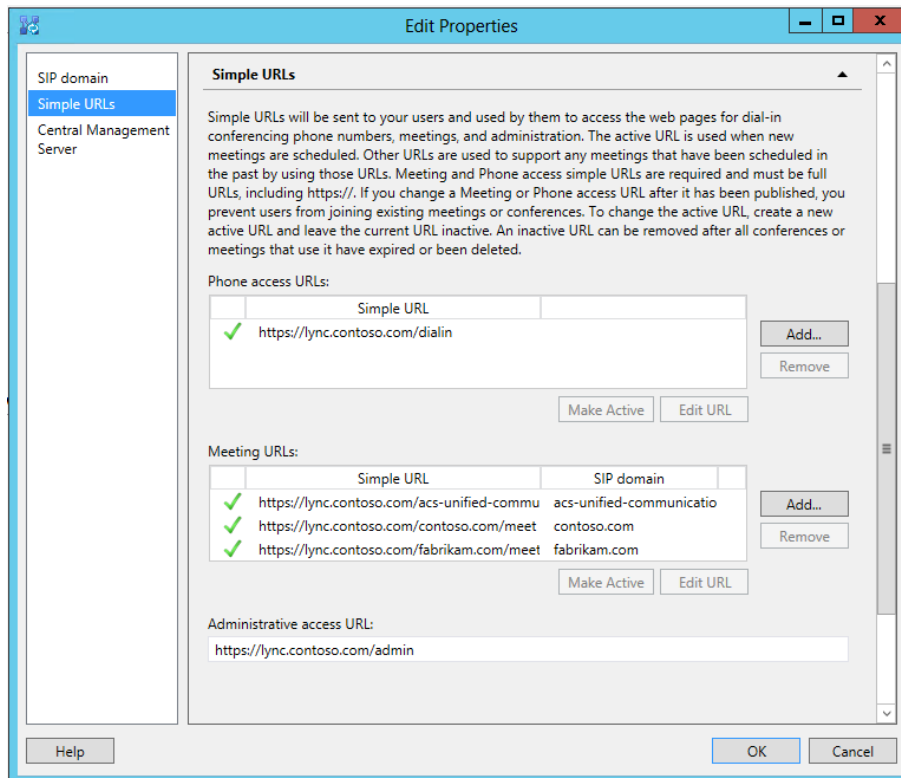 Edit Properties
SIP domain
Simple URLs
Central Management
Server
Simple URLs
Simple URLs will be sent to your users and used by them to access the web pages for dial-in
conferencing phone numbers, meetings, and administration. The active URL is used when new
meetings are scheduled. Other URLs are used to support any meetings that have been scheduled in
the past by using those URLs. Meeting and Phone access simple URLs are required and must be full
URLs, including https://. If you change a Meeting or Phone access URL after it has been published, you
prevent users from joining existing meetings or conferences. To change the active URL, create a new
active URL and leave the current URL inactive. An inactive URL can be removed after all conferences or
meetings that use it have expired or been deleted.
Phone access URLs:
Simple URL
https://lync.contoso.com/dialin
Add...
Remove
Make Active Edit URL
Meeting URLs:
Simple URL SIP domain
https://lync.contoso.com/acs-unified-commu acs-unified-communicatio
https://lync.contoso.com/contoso.com/meet contoso.com
https://lync.contoso.com/fabrikam.com/meet fabrikam.com
Add...
Remove
Make Active Edit URL
Administrative access URL:
https://lync.contoso.com/admin
Help OK Cancel